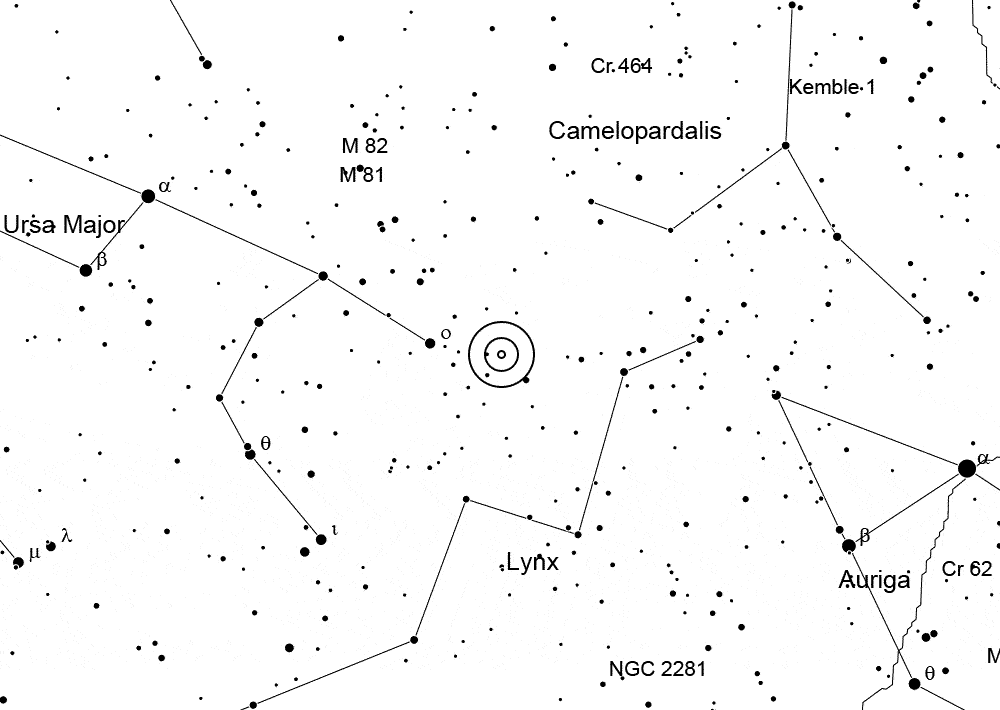 Cr 464
Kemble 1
Camelopardalis
M 82
M 81
α
Ursa Major
β
ο
θ
α
λ
μ
ι
β
Lynx
Auriga
Cr 62
M
NGC 2281
θ